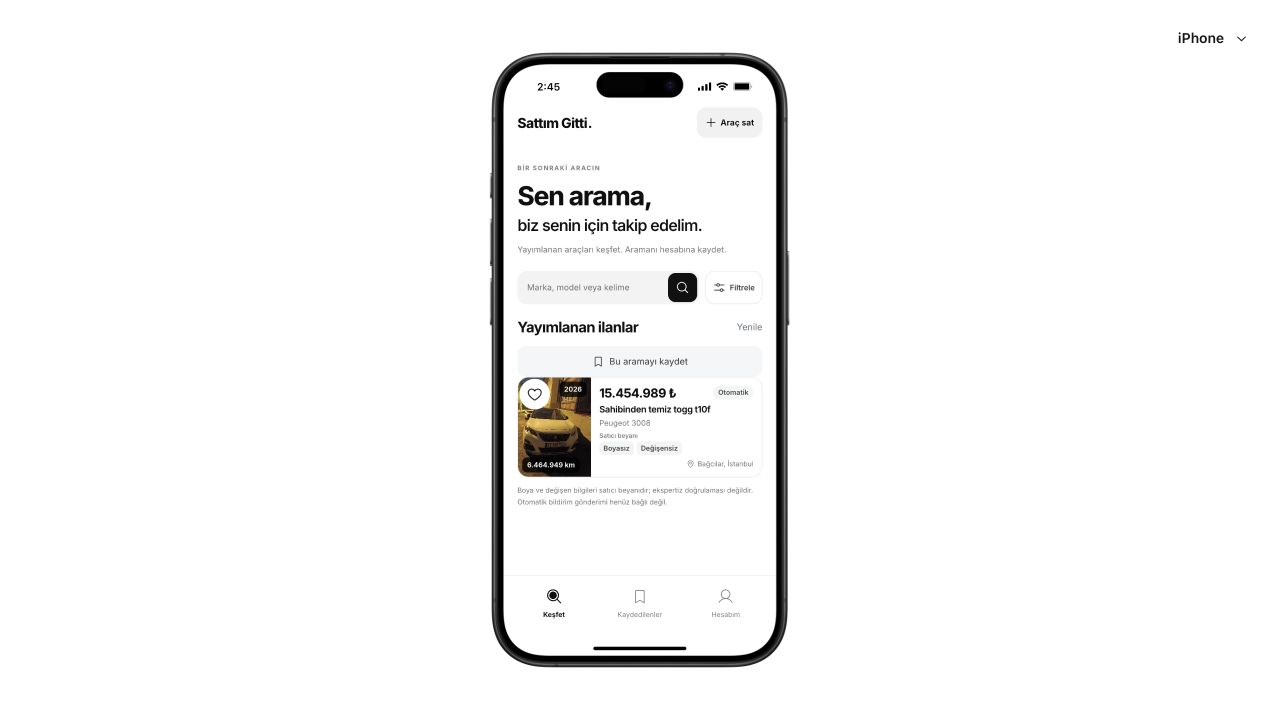 iPhone
2:45
Sattım Gitti.
Araç sat
BİR SONRAKİ ARACIN
Sen arama,
biz senin için takip edelim.
Yayımlanan araçları keşfet. Aramanı hesabına kaydet.
Marka, model veya kelime
Filtrele
Yayımlanan ilanlar
Yenile
Bu aramayı kaydet
2026
15.454.989 ₺
Otomatik
Sahibinden temiz togg t10f
Peugeot 3008
Satıcı beyanı
Boyasız
Değişensiz
6.464.949 km
Bağcılar, İstanbul
Boya ve değişen bilgileri satıcı beyanıdır; ekspertiz doğrulaması değildir.
Otomatik bildirim gönderimi henüz bağlı değil.
Keşfet
Kaydedilenler
Hesabım